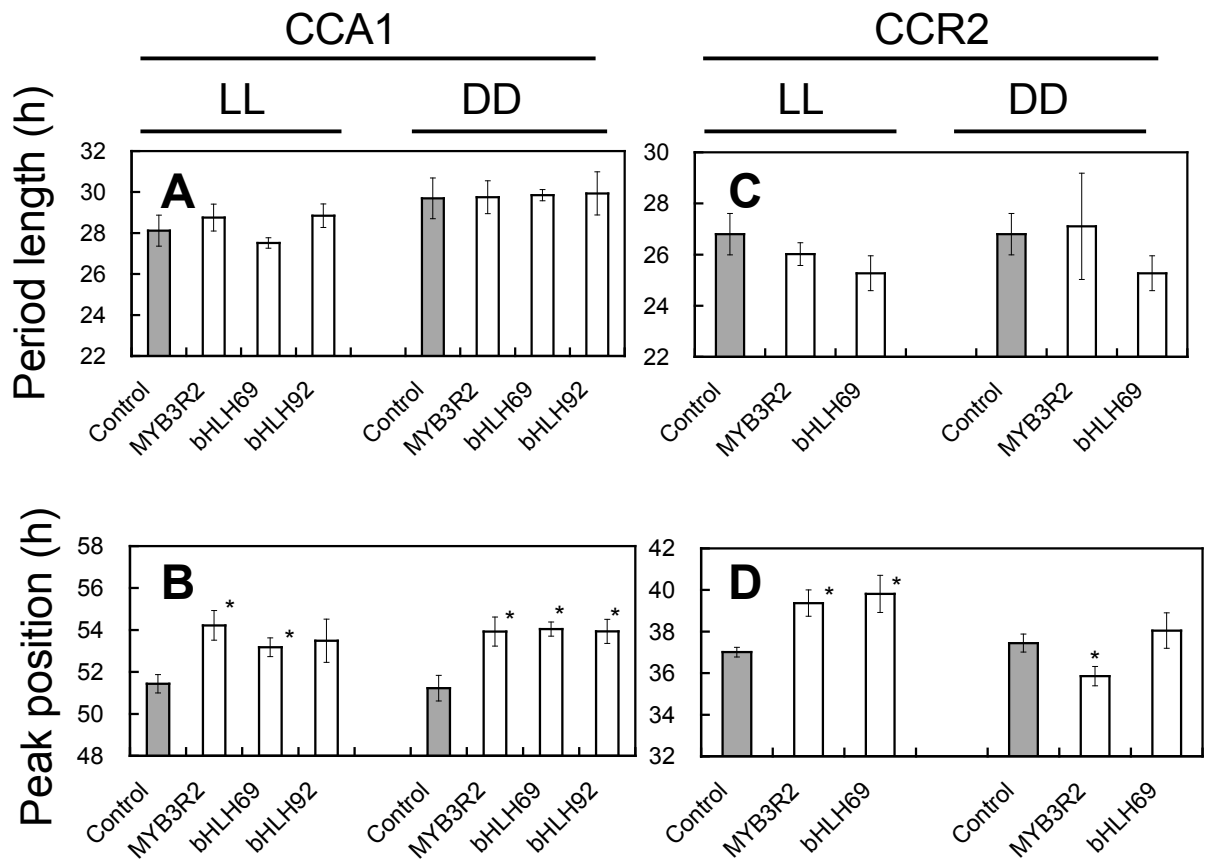 CCA1 CCR2
LL DD LL DD
Period length (h)
A
32
30
28
26
24
22
Control MYB3R2 bHLH69 bHLH92 Control MYB3R2 bHLH69 bHLH92
C
30
28
26
24
22
Control MYB3R2 bHLH69 Control MYB3R2 bHLH69
Peak position (h)
B
58
56
54
52
50
48
* * * * *
Control MYB3R2 bHLH69 bHLH92 Control MYB3R2 bHLH69 bHLH92
D
42
40
38
36
34
32
* * *
Control MYB3R2 bHLH69 Control MYB3R2 bHLH69